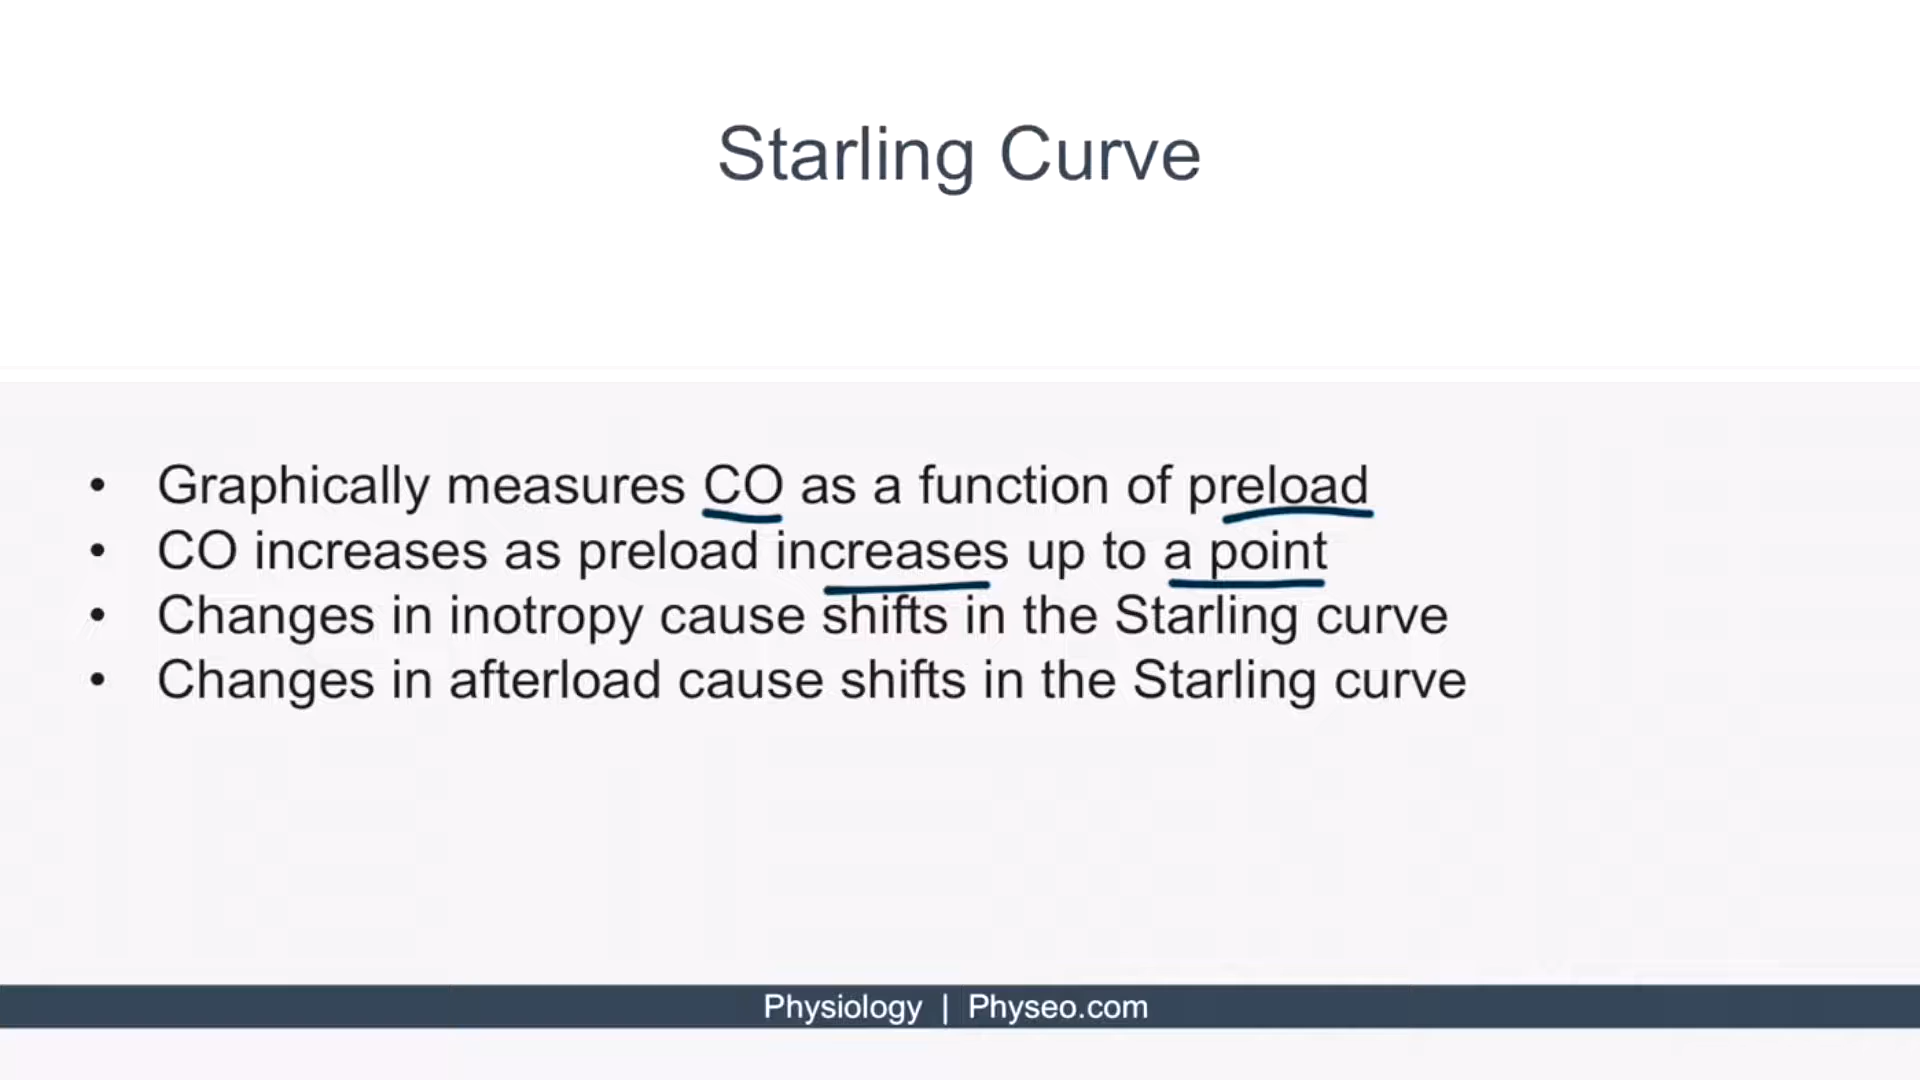 Starling Curve
• Graphically measures CO as a function of preload
• CO increases as preload increases up to a point
• Changes in inotropy cause shifts in the Starling curve
• Changes in afterload cause shifts in the Starling curve
Physiology | Physeo.com